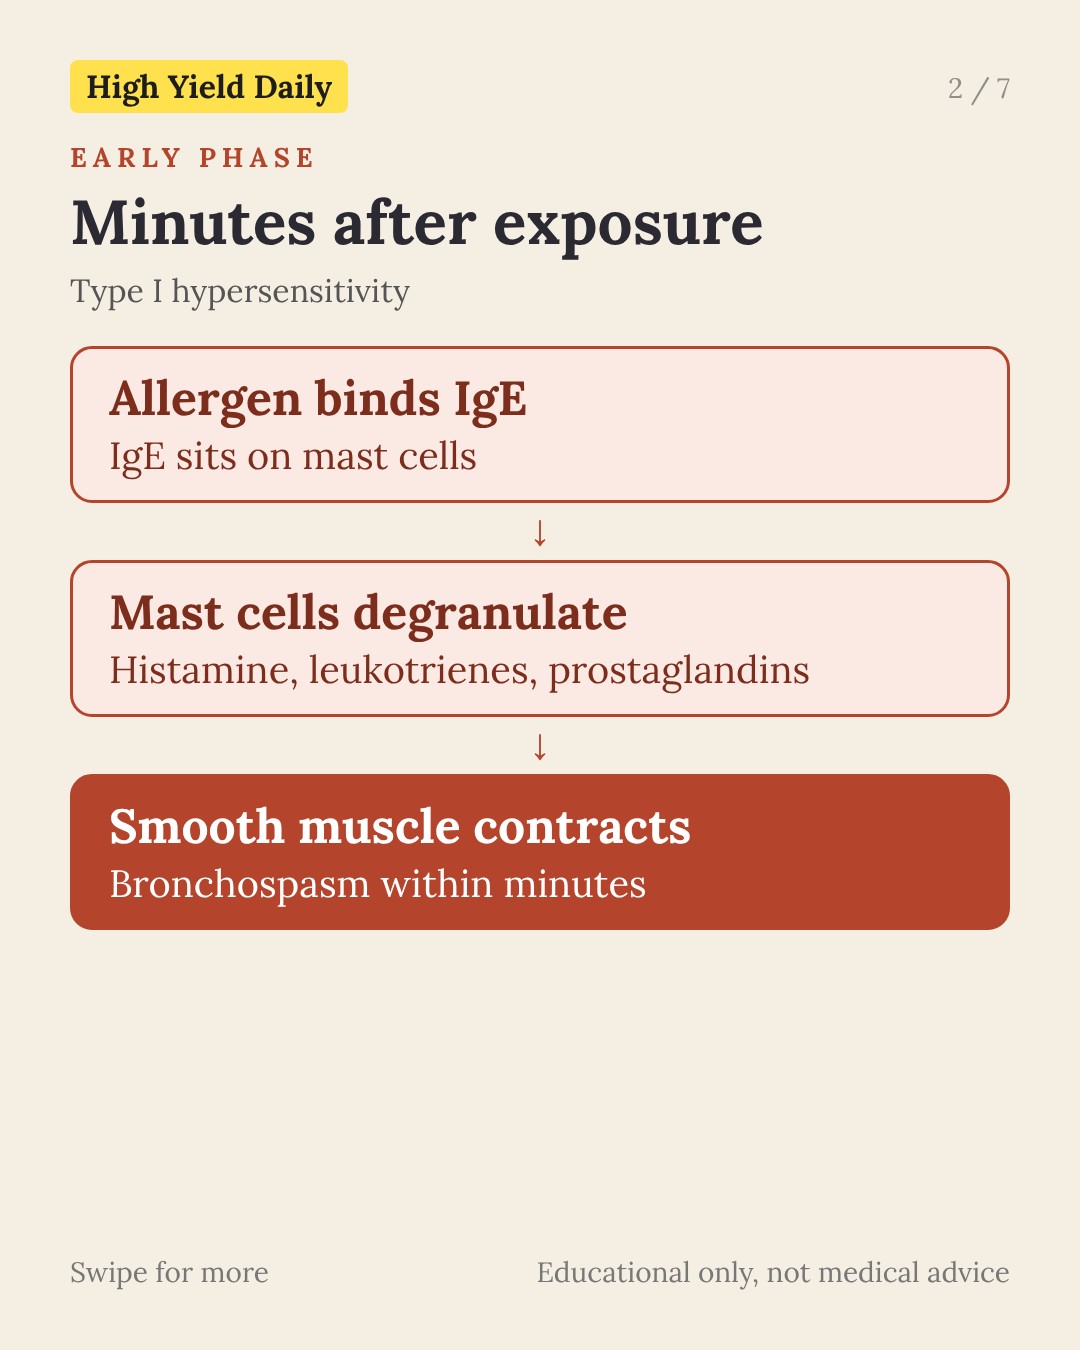 High Yield Daily
2 / 7
EARLY PHASE
Minutes after exposure
Type I hypersensitivity
Allergen binds IgE
IgE sits on mast cells
↓
Mast cells degranulate
Histamine, leukotrienes, prostaglandins
↓
Smooth muscle contracts
Bronchospasm within minutes
Swipe for more
Educational only, not medical advice